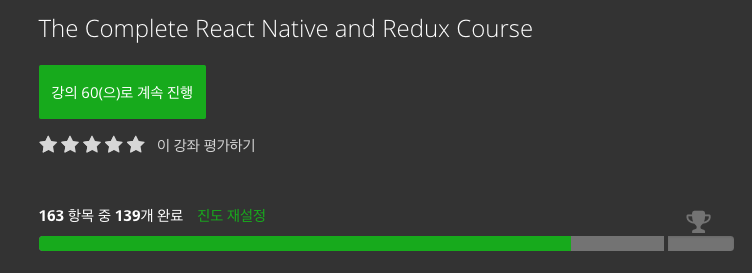 The Complete React Native and Redux Course
강의 60(으)로 계속 진행
이 강좌 평가하기
163 항목 중 139개 완료 진도 재설정